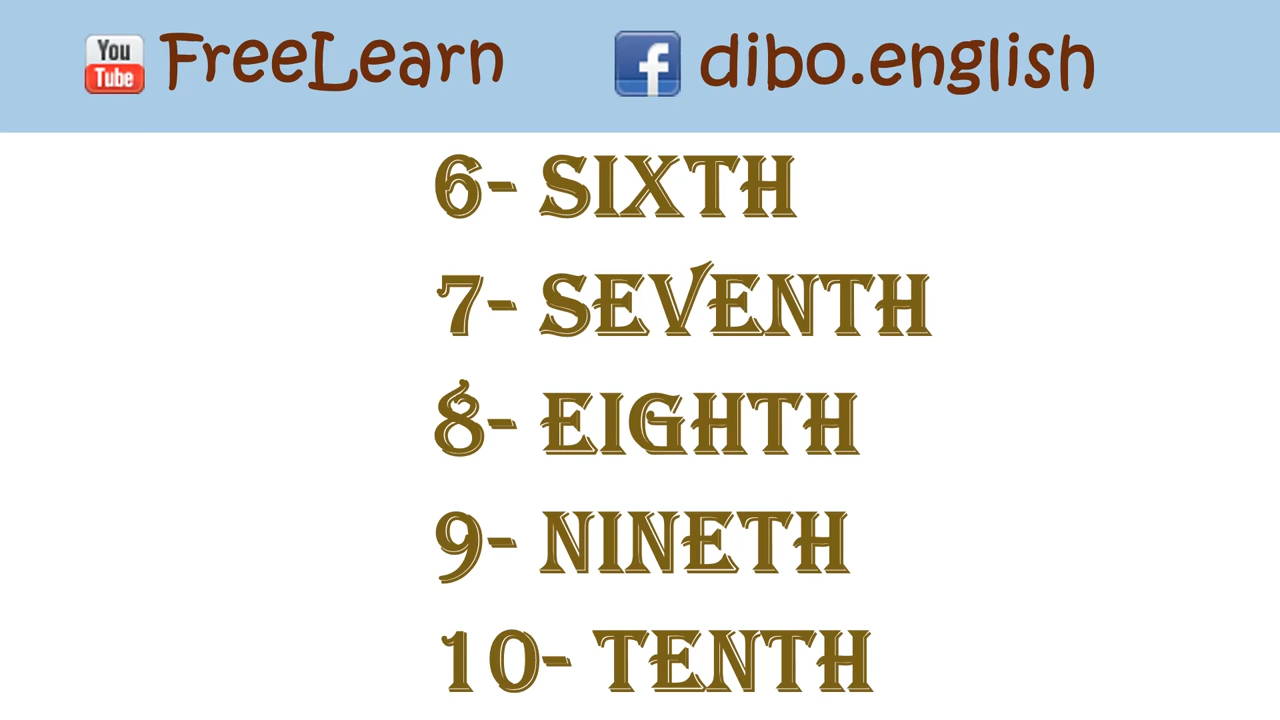 You Tube FreeLearn f dibo.english
6- SIXTH
7- SEVENTH
8- EIGHTH
9- NINETH
10- TENTH